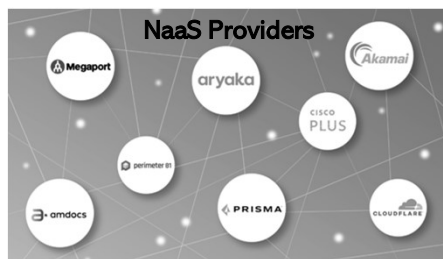 NaaS Providers
Megaport
aryaka
Akamai
CISCO
PLUS
perimeter 81
amdocs
PRISMA
CLOUDFLARE